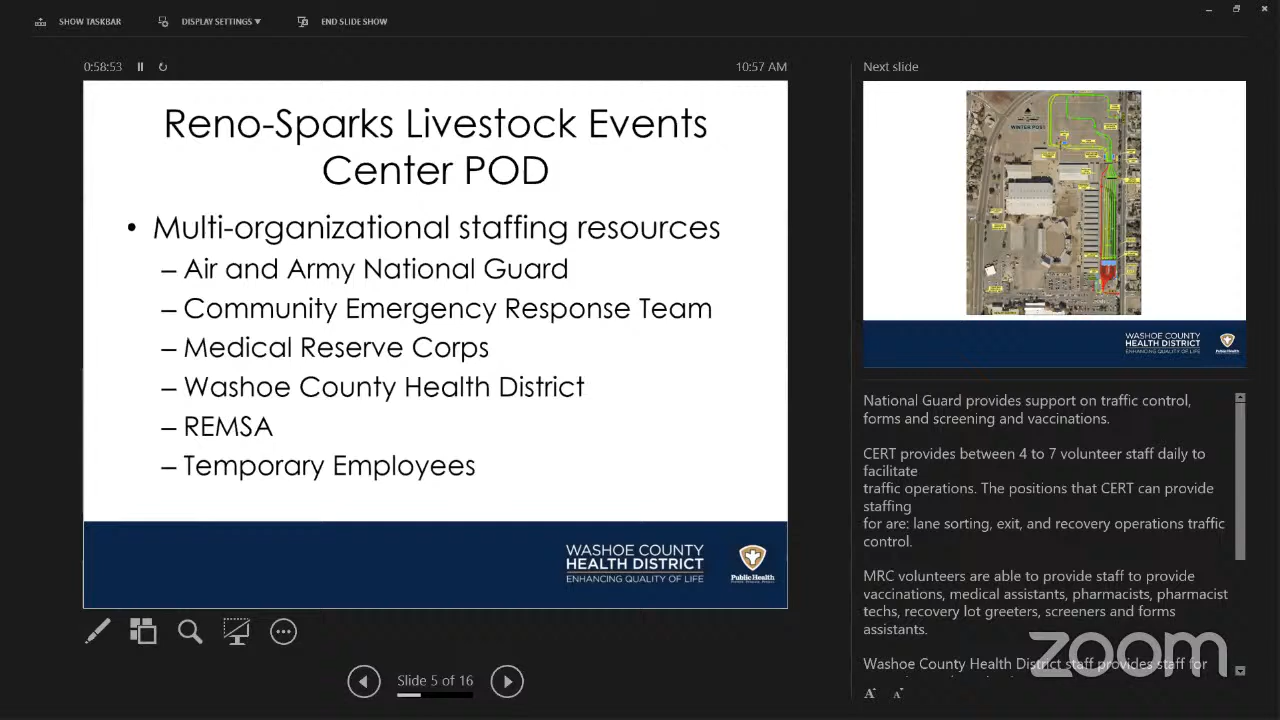 SHOW TASKBAR
DISPLAY SETTINGS
END SLIDE SHOW
0:58:53
10:57 AM
Reno-Sparks Livestock Events
Center POD
• Multi-organizational staffing resources
– Air and Army National Guard
– Community Emergency Response Team
– Medical Reserve Corps
– Washoe County Health District
– REMSA
– Temporary Employees
WASHOE COUNTY
HEALTH DISTRICT
ENHANCING QUALITY OF LIFE
Public Health
Slide 5 of 16
Next slide
WINTER POST
WASHOE COUNTY
HEALTH DISTRICT
ENHANCING QUALITY OF LIFE
Public Health
National Guard provides support on traffic control,
forms and screening and vaccinations.
CERT provides between 4 to 7 volunteer staff daily to
facilitate
traffic operations. The positions that CERT can provide
staffing
for are: lane sorting, exit, and recovery operations traffic
control.
MRC volunteers are able to provide staff to provide
vaccinations, medical assistants, pharmacists, pharmacist
techs, recovery lot greeters, screeners and forms
assistants.
Washoe County Health District staff provides staff for
A A
zoom